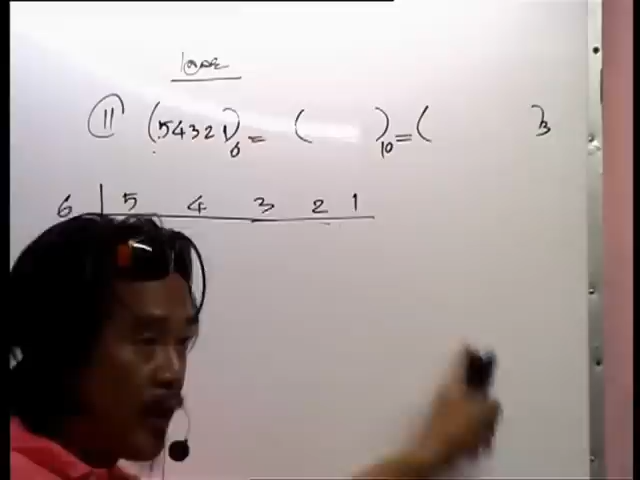 11 (54321)6 = ( )10 = ( )3
6 | 5 4 3 2 1